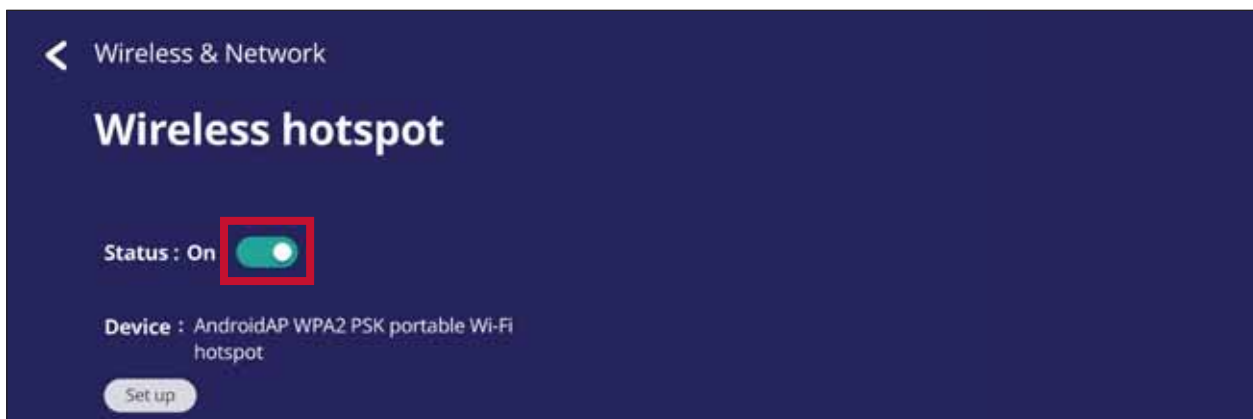 Wireless & Network
Wireless hotspot
Status : On
Device : AndroidAP WPA2 PSK portable Wi-Fi
hotspot
Set up